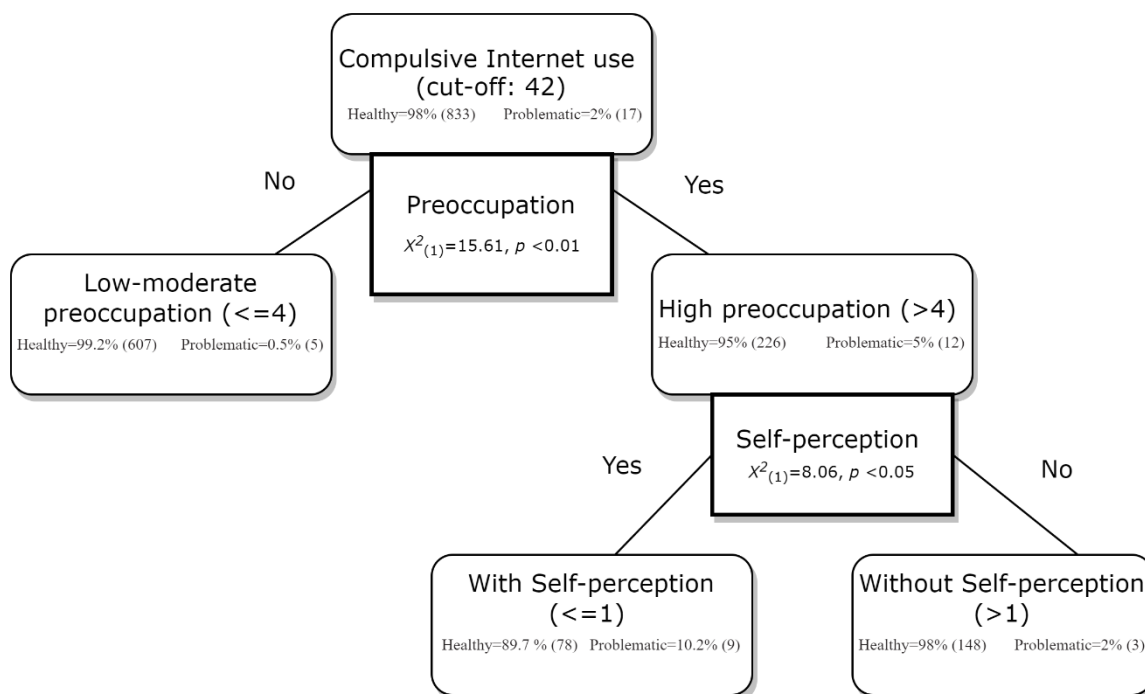 Compulsive Internet use
(cut-off: 42)
Healthy=98% (833) Problematic=2% (17)
No
Yes
Preoccupation
X²(1)=15.61, p <0.01
Low-moderate
preoccupation (<=4)
Healthy=99.2% (607) Problematic=0.5% (5)
High preoccupation (>4)
Healthy=95% (226) Problematic=5% (12)
Self-perception
X²(1)=8.06, p <0.05
Yes
No
With Self-perception
(<=1)
Healthy=89.7 % (78) Problematic=10.2% (9)
Without Self-perception
(>1)
Healthy=98% (148) Problematic=2% (3)